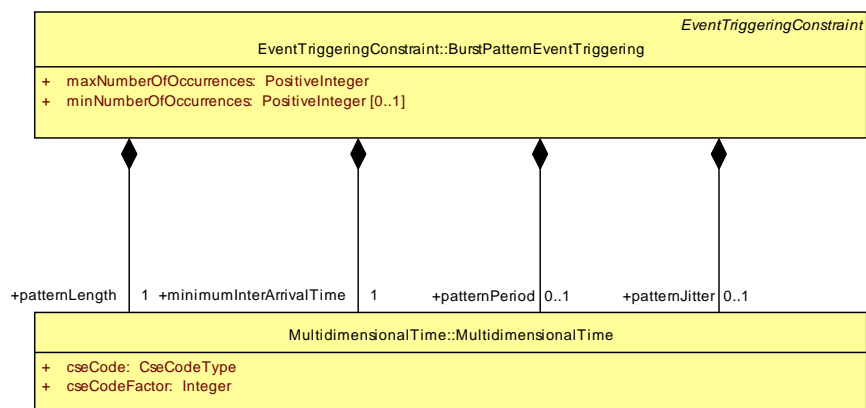 EventTriggeringConstraint
EventTriggeringConstraint::BurstPatternEventTriggering
+ maxNumberOfOccurrences: PositiveInteger
+ minNumberOfOccurrences: PositiveInteger [0..1]
+patternLength 1 +minimumInterArrivalTime 1 +patternPeriod 0..1 +patternJitter 0..1
MultidimensionalTime::MultidimensionalTime
+ cseCode: CseCodeType
+ cseCodeFactor: Integer